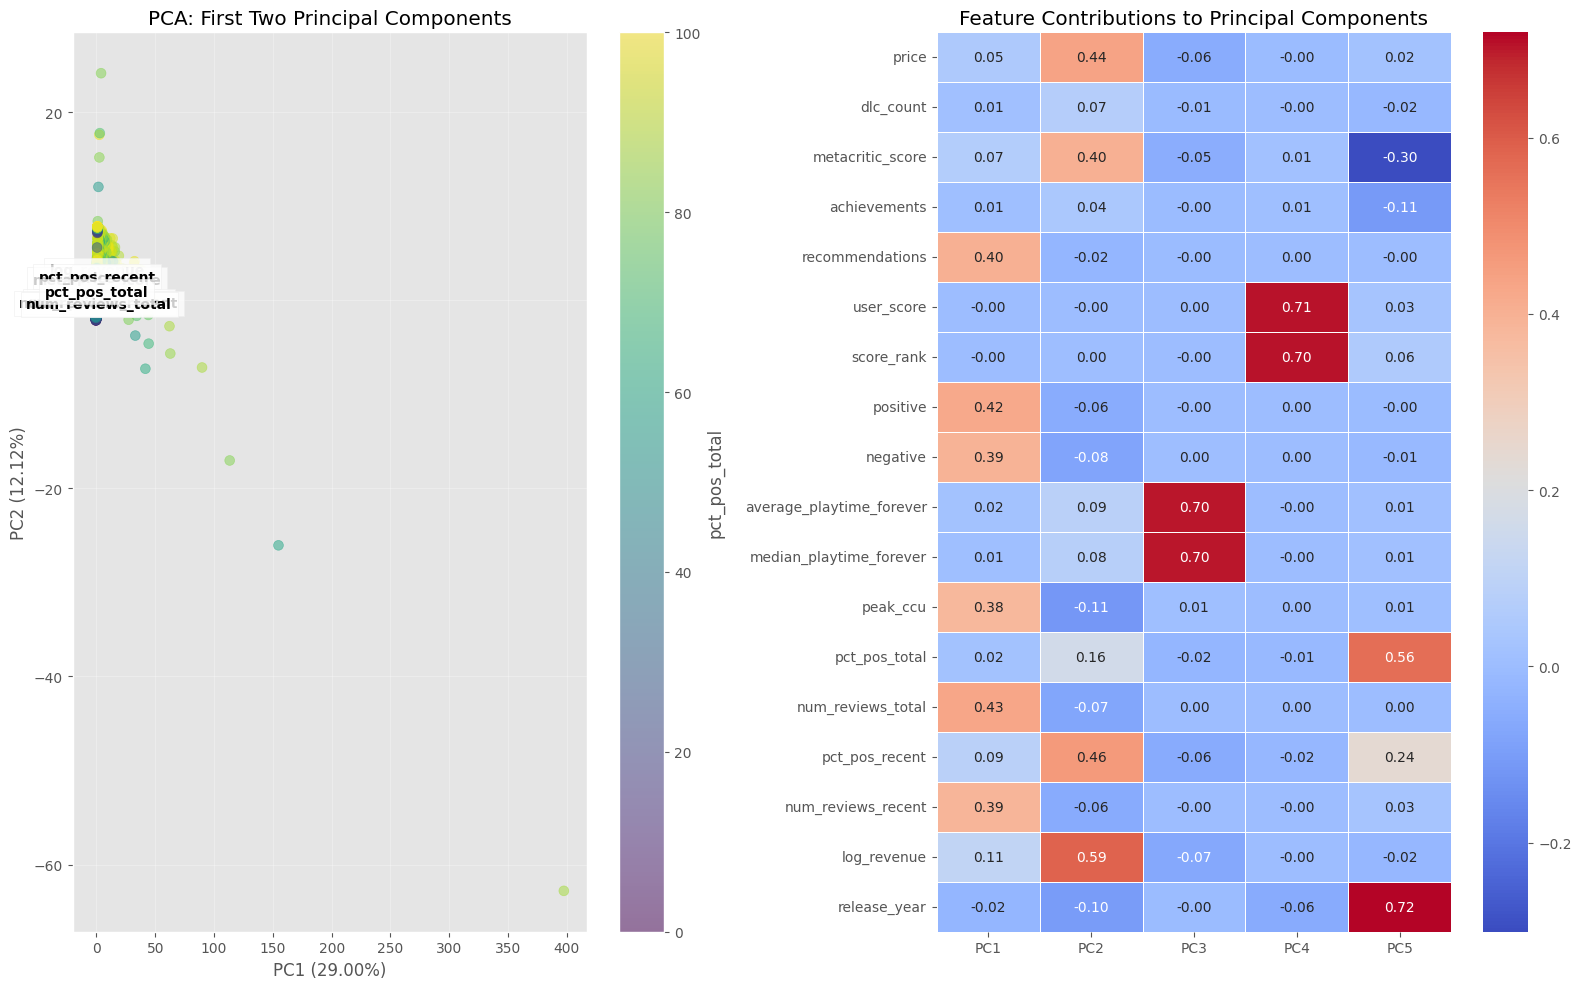 PCA: First Two Principal Components
20
−20
−40
−60
PC2 (12.12%)
pct_pos_recent
pct_pos_total
num_reviews_total
0
50
100
150
200
250
300
350
400
PC1 (29.00%)
100
80
60
40
20
0
pct_pos_total
Feature Contributions to Principal Components
price 0.05 0.44 -0.06 -0.00 0.02
dlc_count 0.01 0.07 -0.01 -0.00 -0.02
metacritic_score 0.07 0.40 -0.05 0.01 -0.30
achievements 0.01 0.04 -0.00 0.01 -0.11
recommendations 0.40 -0.02 -0.00 -0.00 -0.00
user_score -0.00 -0.00 0.00 0.71 0.03
score_rank -0.00 0.00 -0.00 0.70 0.06
positive 0.42 -0.06 -0.00 0.00 -0.00
negative 0.39 -0.08 0.00 0.00 -0.01
average_playtime_forever 0.02 0.09 0.70 -0.00 0.01
median_playtime_forever 0.01 0.08 0.70 -0.00 0.01
peak_ccu 0.38 -0.11 0.01 0.00 0.01
pct_pos_total 0.02 0.16 -0.02 -0.01 0.56
num_reviews_total 0.43 -0.07 0.00 0.00 0.00
pct_pos_recent 0.09 0.46 -0.06 -0.02 0.24
num_reviews_recent 0.39 -0.06 -0.00 -0.00 0.03
log_revenue 0.11 0.59 -0.07 -0.00 -0.02
release_year -0.02 -0.10 -0.00 -0.06 0.72
PC1 PC2 PC3 PC4 PC5
0.6
0.4
0.2
0.0
−0.2